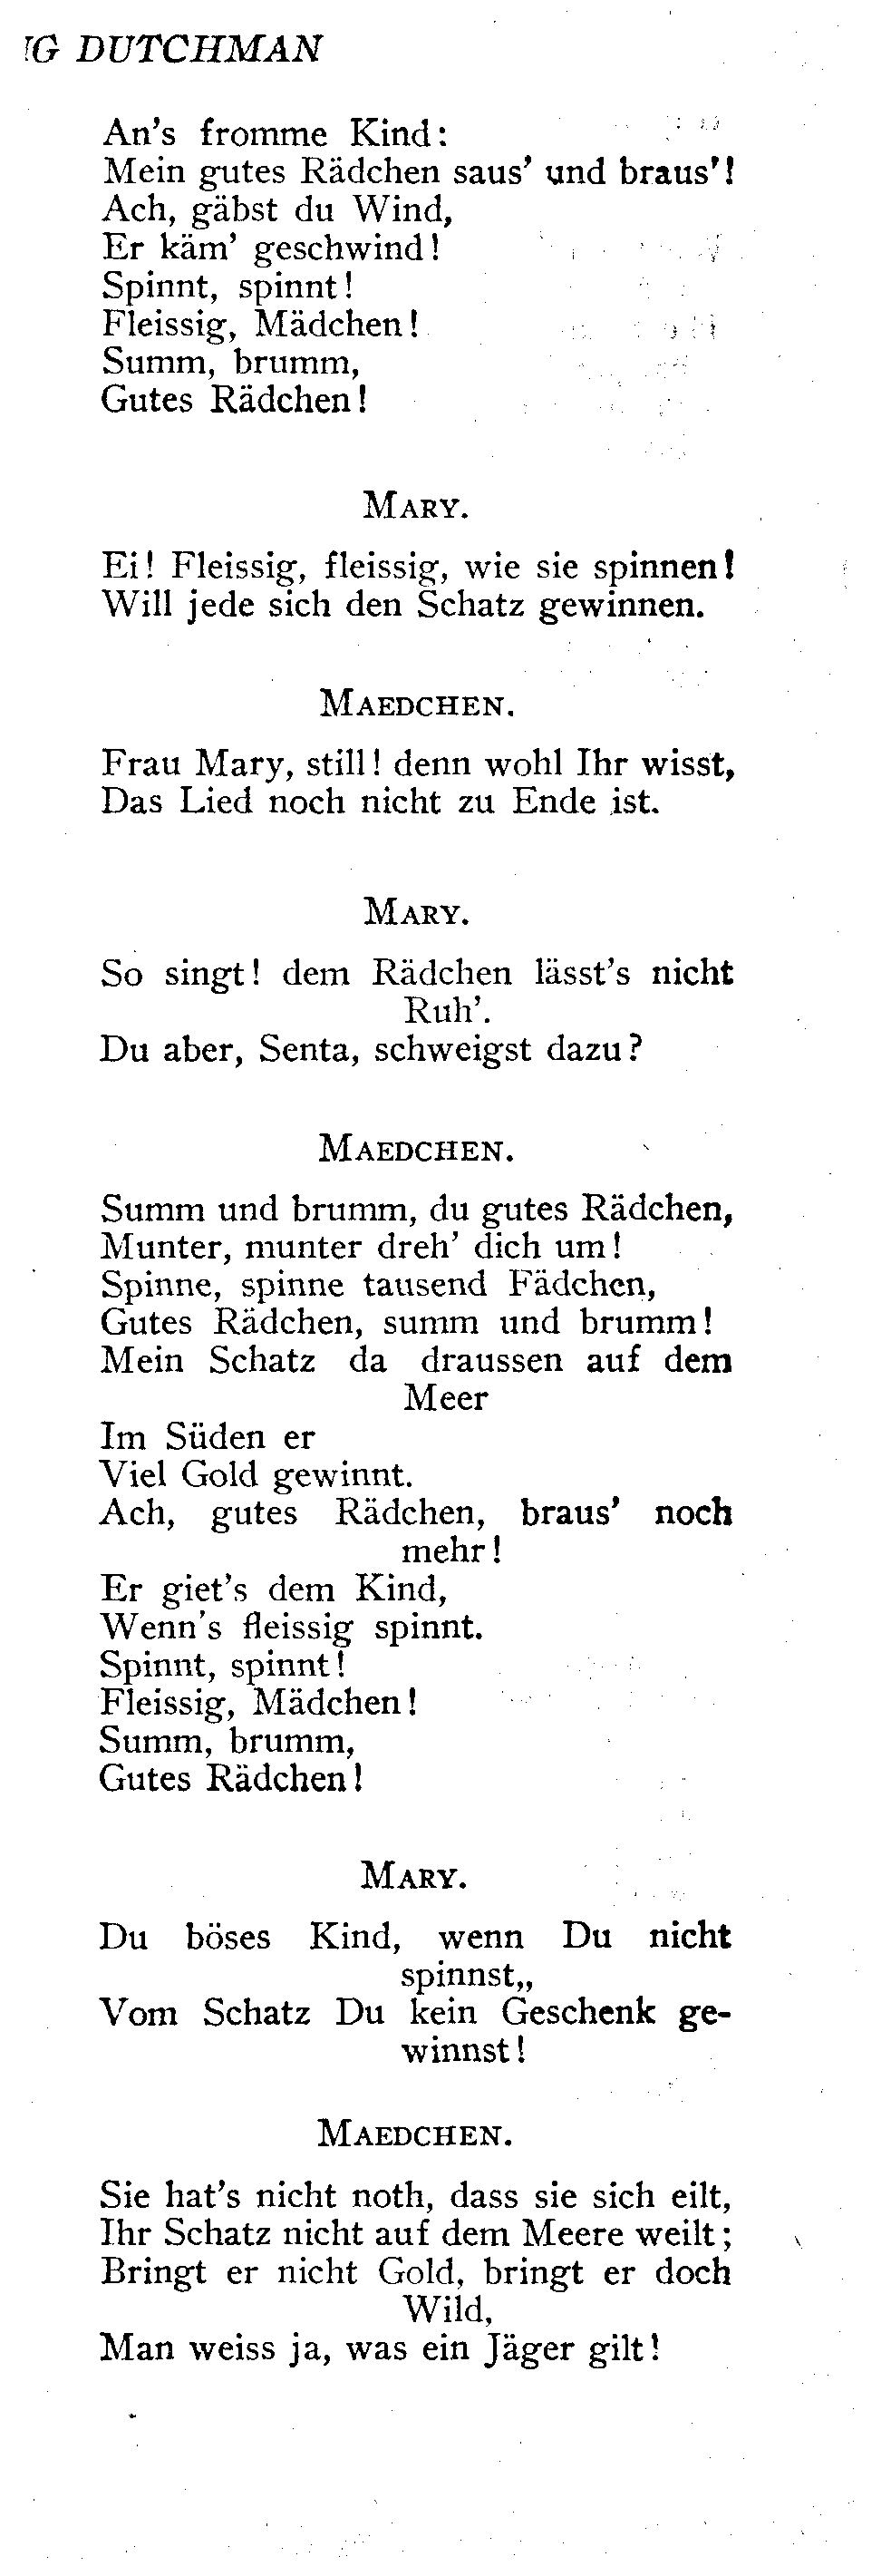 G DUTCHMAN
An's fromme Kind:
Mein gutes Rädchen saus' und braus'!
Ach, gäbst du Wind,
Er käm' geschwind!
Spinnt, spinnt!
Fleissig, Mädchen!
Summ, brumm,
Gutes Rädchen!
MARY.
Ei! Fleissig, fleissig, wie sie spinnen!
Will jede sich den Schatz gewinnen.
MAEDCHEN.
Frau Mary, still! denn wohl Ihr wisst,
Das Lied noch nicht zu Ende ist.
MARY.
So singt! dem Rädchen lässt's nicht
Ruh'.
Du aber, Senta, schweigst dazu?
MAEDCHEN.
Summ und brumm, du gutes Rädchen,
Munter, munter dreh' dich um!
Spinne, spinne tausend Fädchen,
Gutes Rädchen, summ und brumm!
Mein Schatz da draussen auf dem
Meer
Im Süden er
Viel Gold gewinnt.
Ach, gutes Rädchen, braus' noch
mehr!
Er giet's dem Kind,
Wenn's fleissig spinnt.
Spinnt, spinnt!
Fleissig, Mädchen!
Summ, brumm,
Gutes Rädchen!
MARY.
Du böses Kind, wenn Du nicht
spinnst,,
Vom Schatz Du kein Geschenk ge-
winnst!
MAEDCHEN.
Sie hat's nicht noth, dass sie sich eilt,
Ihr Schatz nicht auf dem Meere weilt;
Bringt er nicht Gold, bringt er doch
Wild,
Man weiss ja, was ein Jäger gilt!